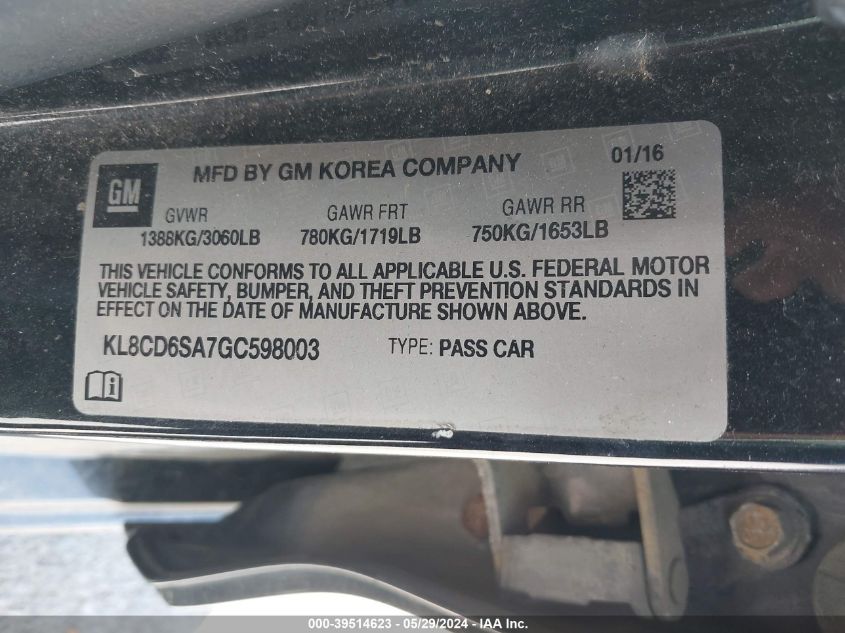 GM
MFD BY GM KOREA COMPANY
01/16
GVWR GAWR FRT GAWR RR
1388KG/3060LB 780KG/1719LB 750KG/1653LB
THIS VEHICLE CONFORMS TO ALL APPLICABLE U.S. FEDERAL MOTOR
VEHICLE SAFETY, BUMPER, AND THEFT PREVENTION STANDARDS IN
EFFECT ON THE DATE OF MANUFACTURE SHOWN ABOVE.
KL8CD6SA7GC598003 TYPE: PASS CAR
000-39514623 - 05/29/2024 - IAAI.COM